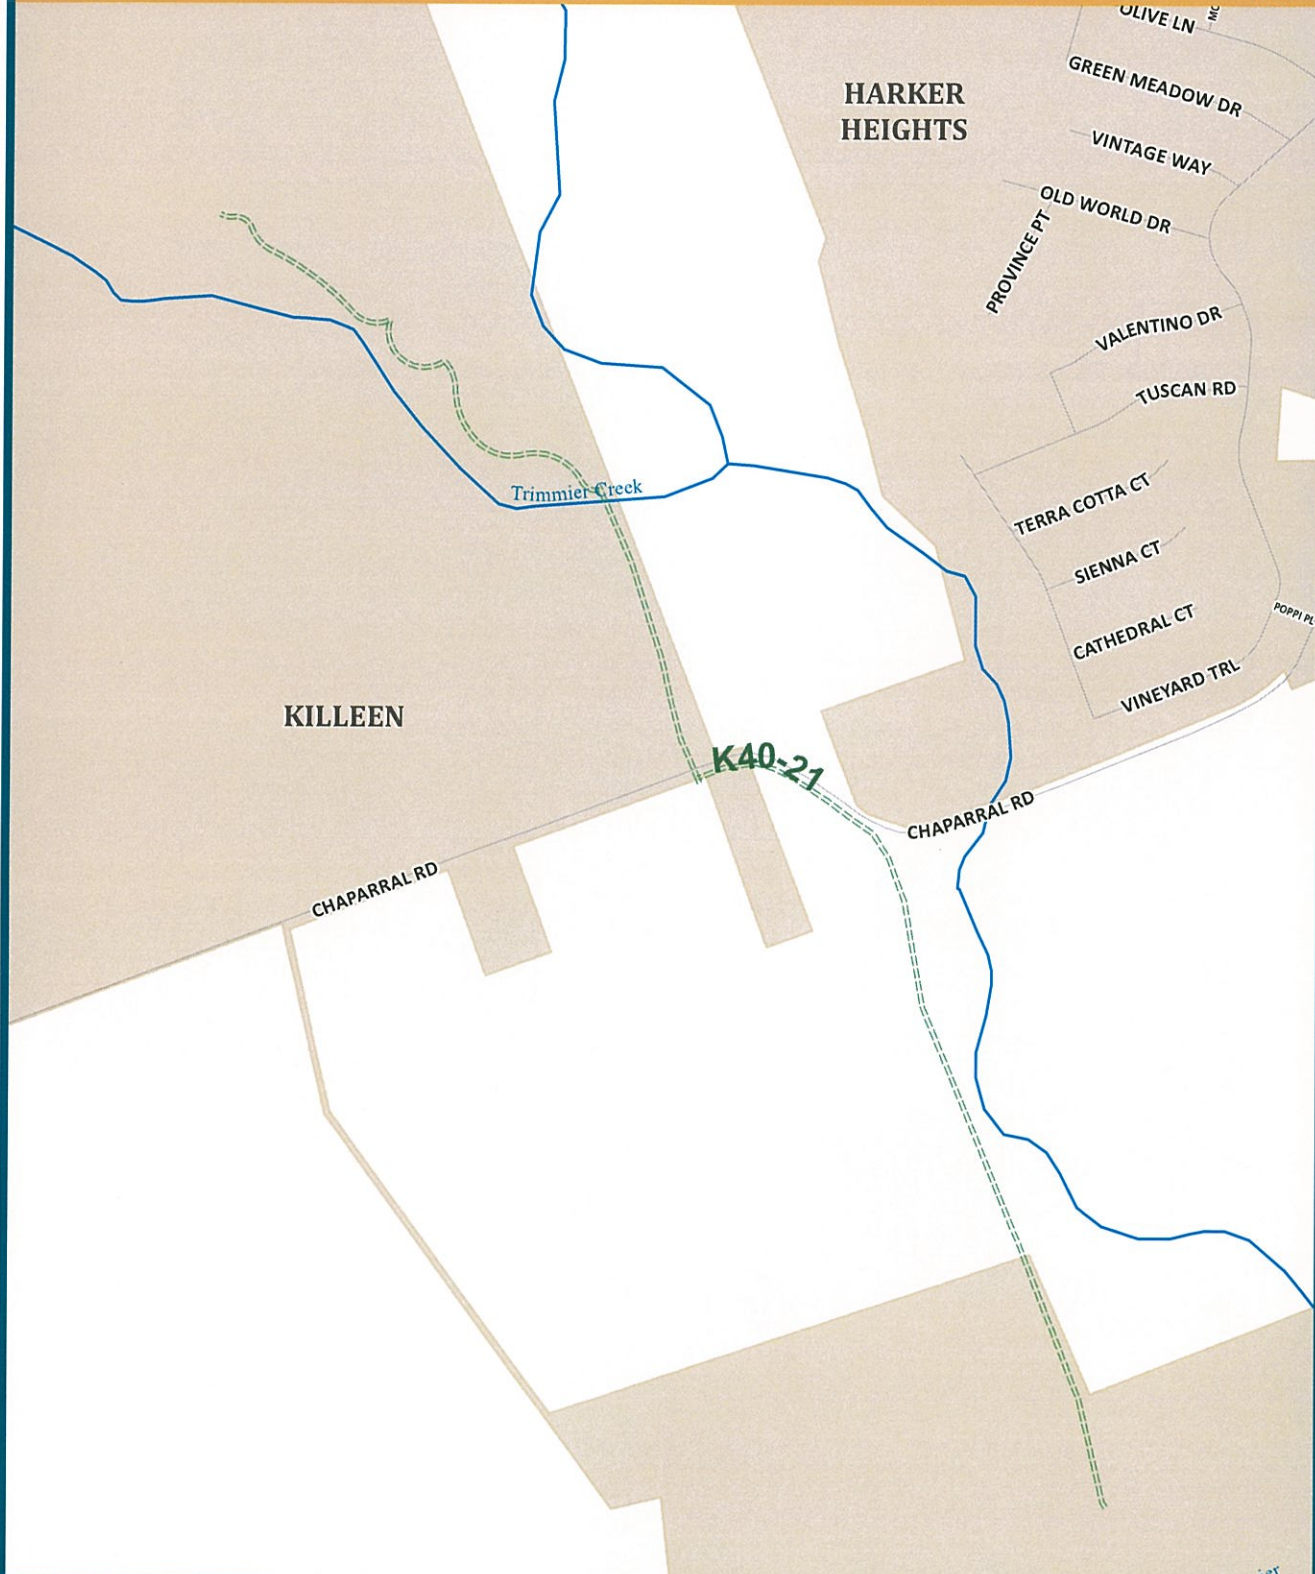 OLIVE LN
GREEN MEADOW DR
HARKER
HEIGHTS
VINTAGE WAY
OLD WORLD DR
PROVINCE PT
VALENTINO DR
TUSCAN RD
Trimmier Creek
TERRA COTTA CT
SIENNA CT
CATHEDRAL CT
POPPI PL
VINEYARD TRL
KILLEEN
K40-21
CHAPARRAL RD
CHAPARRAL RD